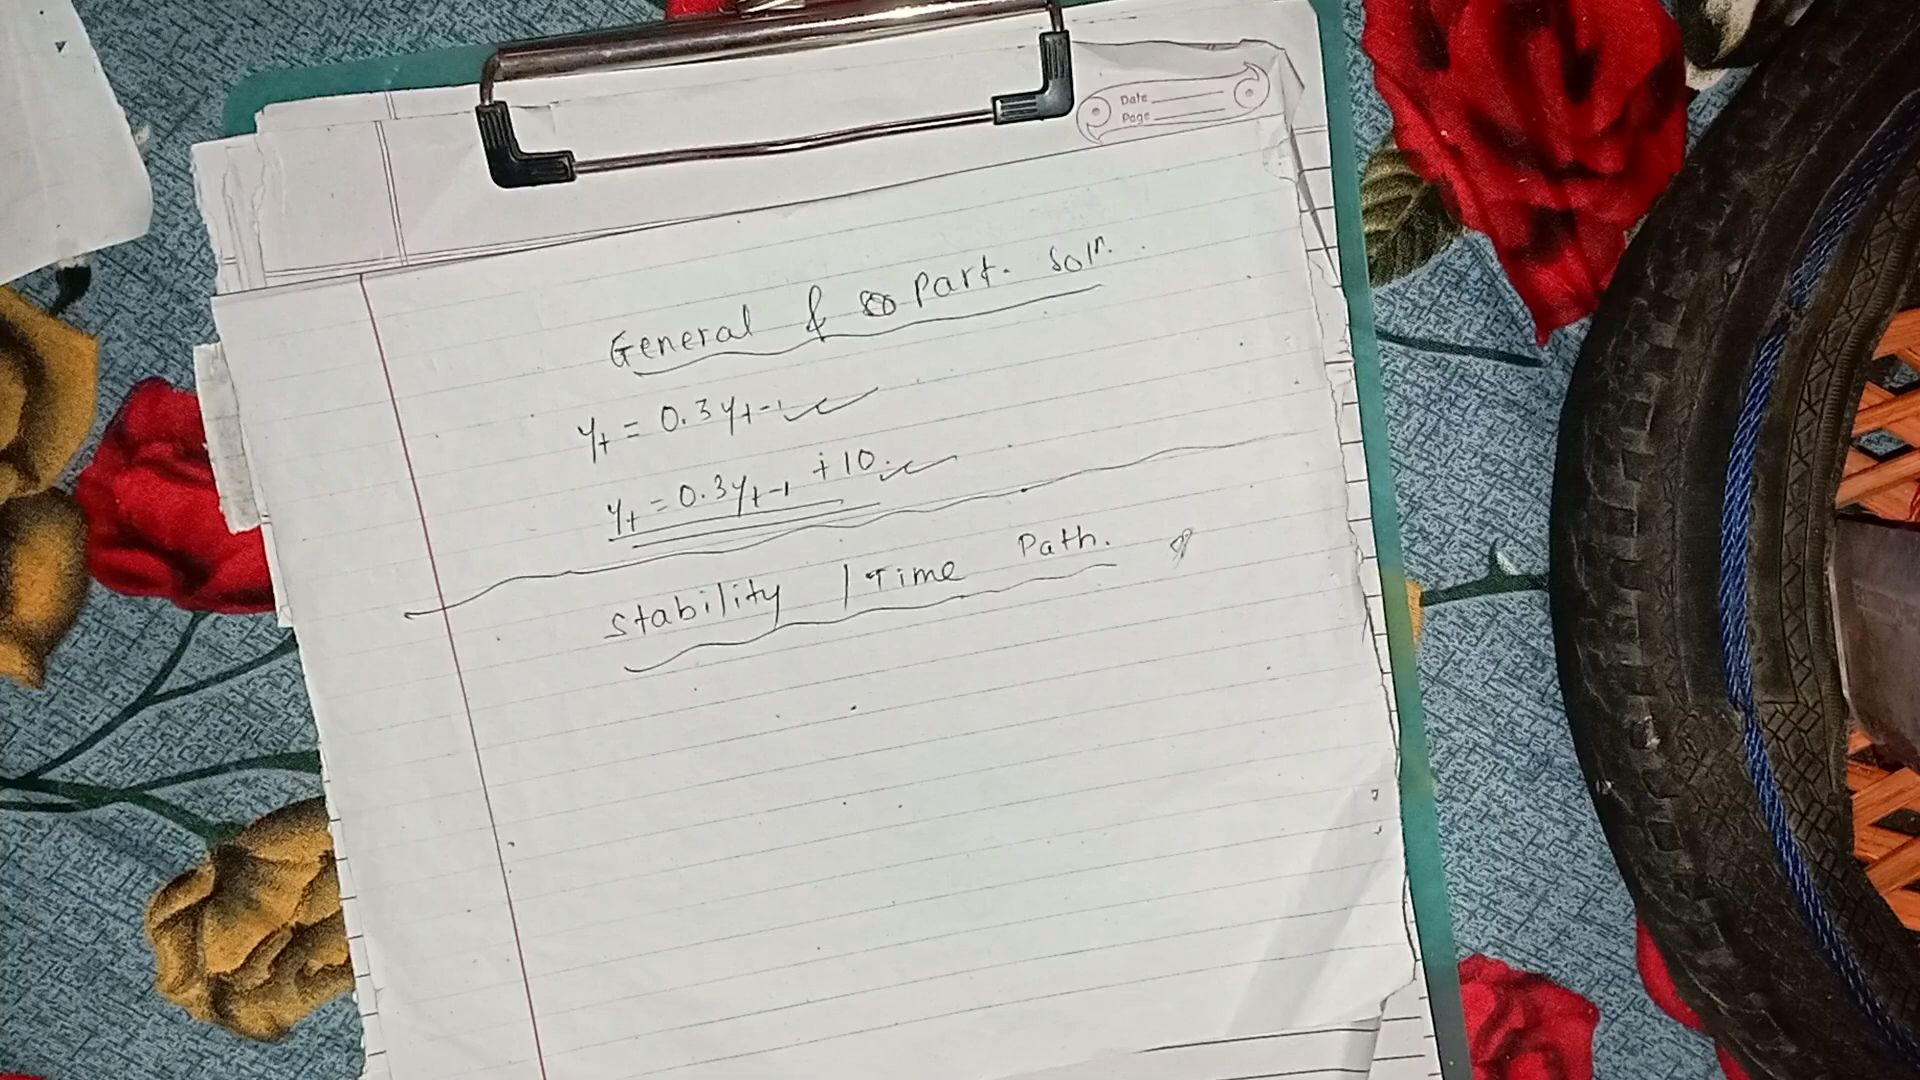 Date
Page
General & Part. Soln.
yt = 0.3yt-1
yt = 0.3yt-1 + 10.
Stability / Time Path.